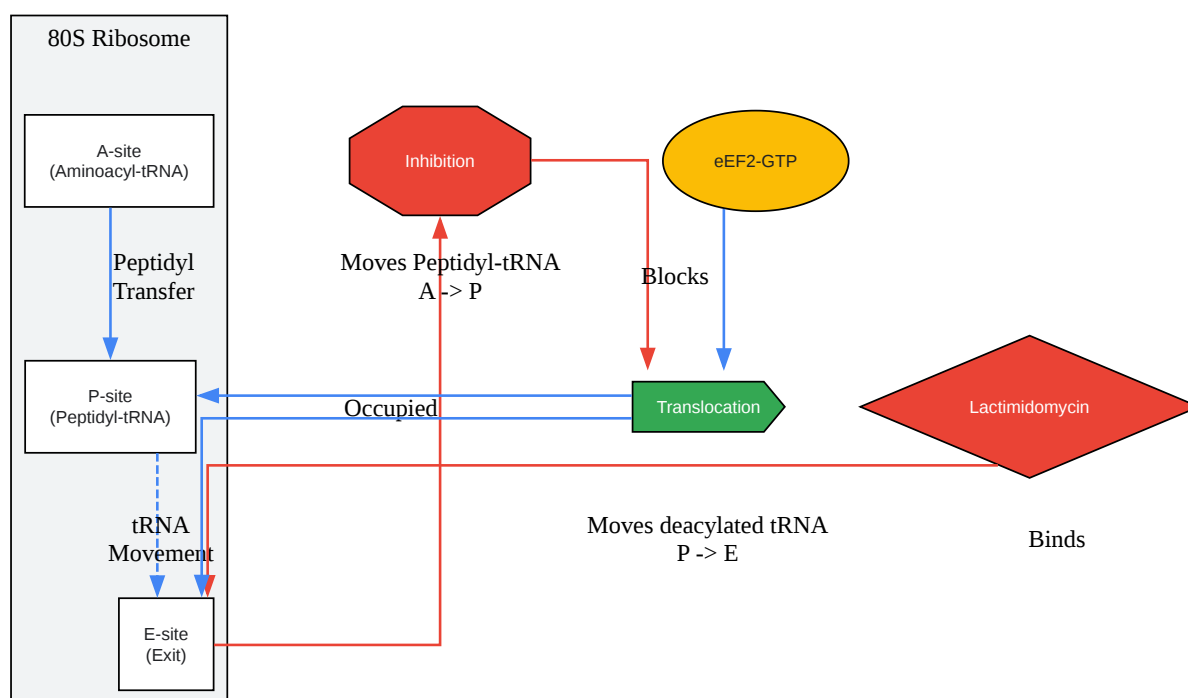 80S Ribosome
A-site
(Aminoacyl-tRNA)
Inhibition
eEF2-GTP
Peptidyl
Transfer
Moves Peptidyl-tRNA
A -> P
Blocks
P-site
(Peptidyl-tRNA)
Occupied
Translocation
Lactimidomycin
tRNA
Movement
Moves deacylated tRNA
P -> E
Binds
E-site
(Exit)